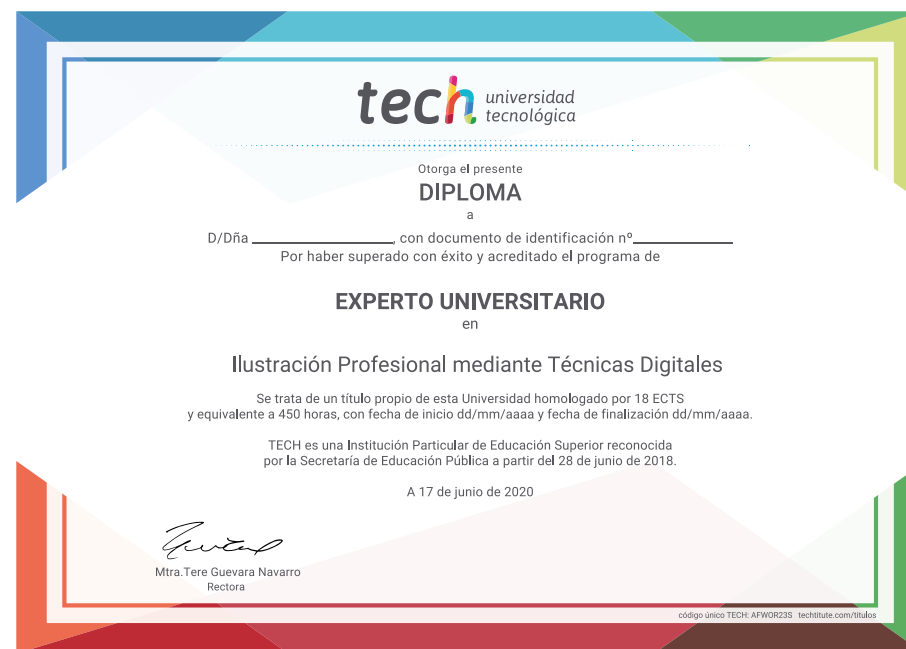 tech universidad
tecnológica
Otorga el presente
DIPLOMA
a
D/Dña ____________________, con documento de identificación nº______________
Por haber superado con éxito y acreditado el programa de
EXPERTO UNIVERSITARIO
en
Ilustración Profesional mediante Técnicas Digitales
Se trata de un título propio de esta Universidad homologado por 18 ECTS
y equivalente a 450 horas, con fecha de inicio dd/mm/aaaa y fecha de finalización dd/mm/aaaa.
TECH es una Institución Particular de Educación Superior reconocida
por la Secretaría de Educación Pública a partir del 28 de junio de 2018.
A 17 de junio de 2020
Mtra.Tere Guevara Navarro
Rectora
código único TECH: AFWOR23S techtitute.com/titulos